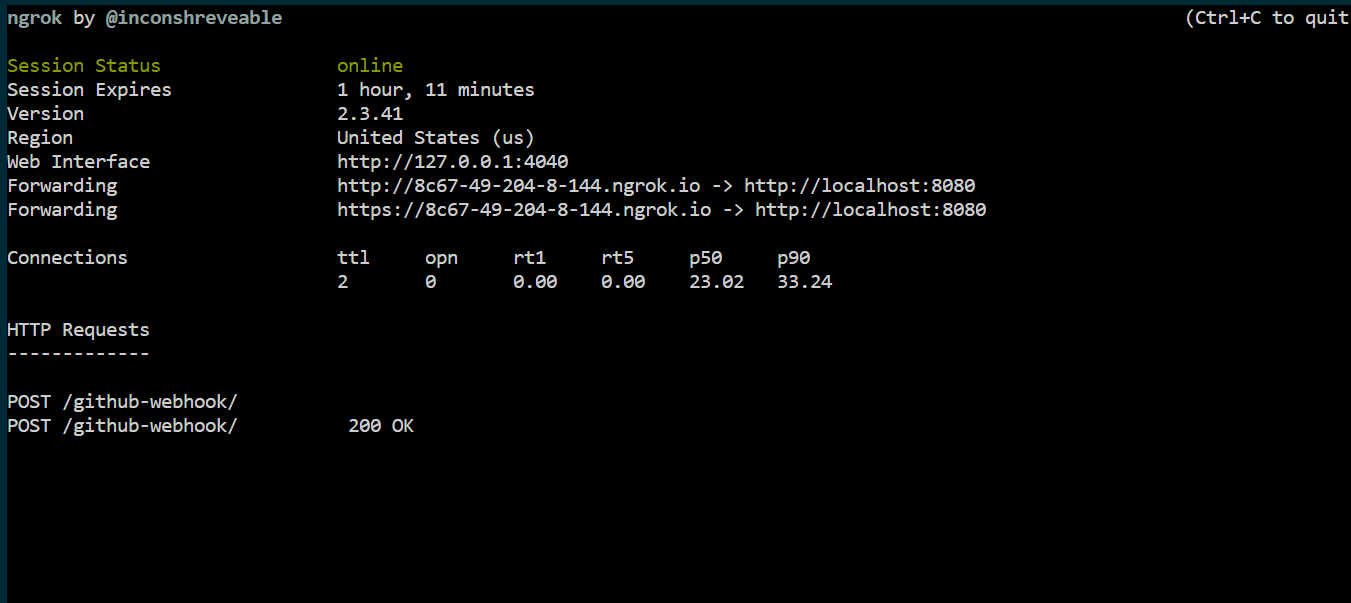 ngrok by @inconshreveable (Ctrl+C to quit
Session Status online
Session Expires 1 hour, 11 minutes
Version 2.3.41
Region United States (us)
Web Interface http://127.0.0.1:4040
Forwarding http://8c67-49-204-8-144.ngrok.io -> http://localhost:8080
Forwarding https://8c67-49-204-8-144.ngrok.io -> http://localhost:8080
Connections ttl opn rt1 rt5 p50 p90
2 0 0.00 0.00 23.02 33.24
HTTP Requests
-------------
POST /github-webhook/
POST /github-webhook/ 200 OK